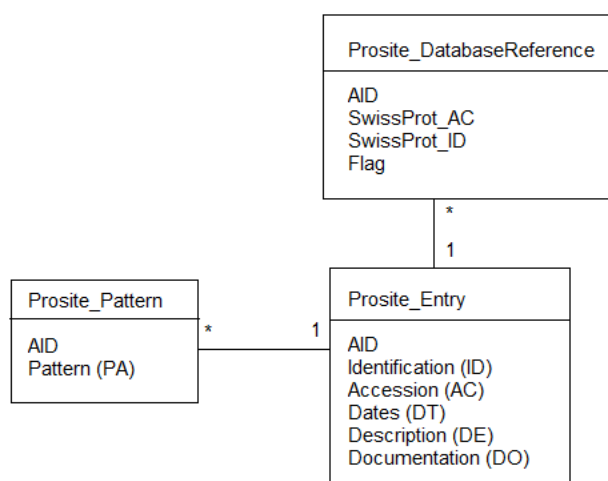 Prosite_DatabaseReference
AID
SwissProt_AC
SwissProt_ID
Flag
*
1
Prosite_Pattern
AID
Pattern (PA)
*
1
Prosite_Entry
AID
Identification (ID)
Accession (AC)
Dates (DT)
Description (DE)
Documentation (DO)